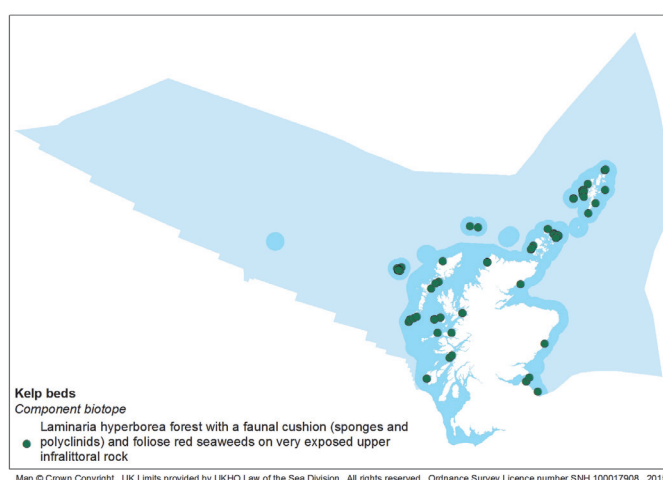 Kelp beds
Component biotope
Laminaria hyperborea forest with a faunal cushion (sponges and
polyclinids) and foliose red seaweeds on very exposed upper
infralittoral rock
Map © Crown Copyright. UK Limits provided by UKHO Law of the Sea Division. All rights reserved. Ordnance Survey Licence number SNH 100017908